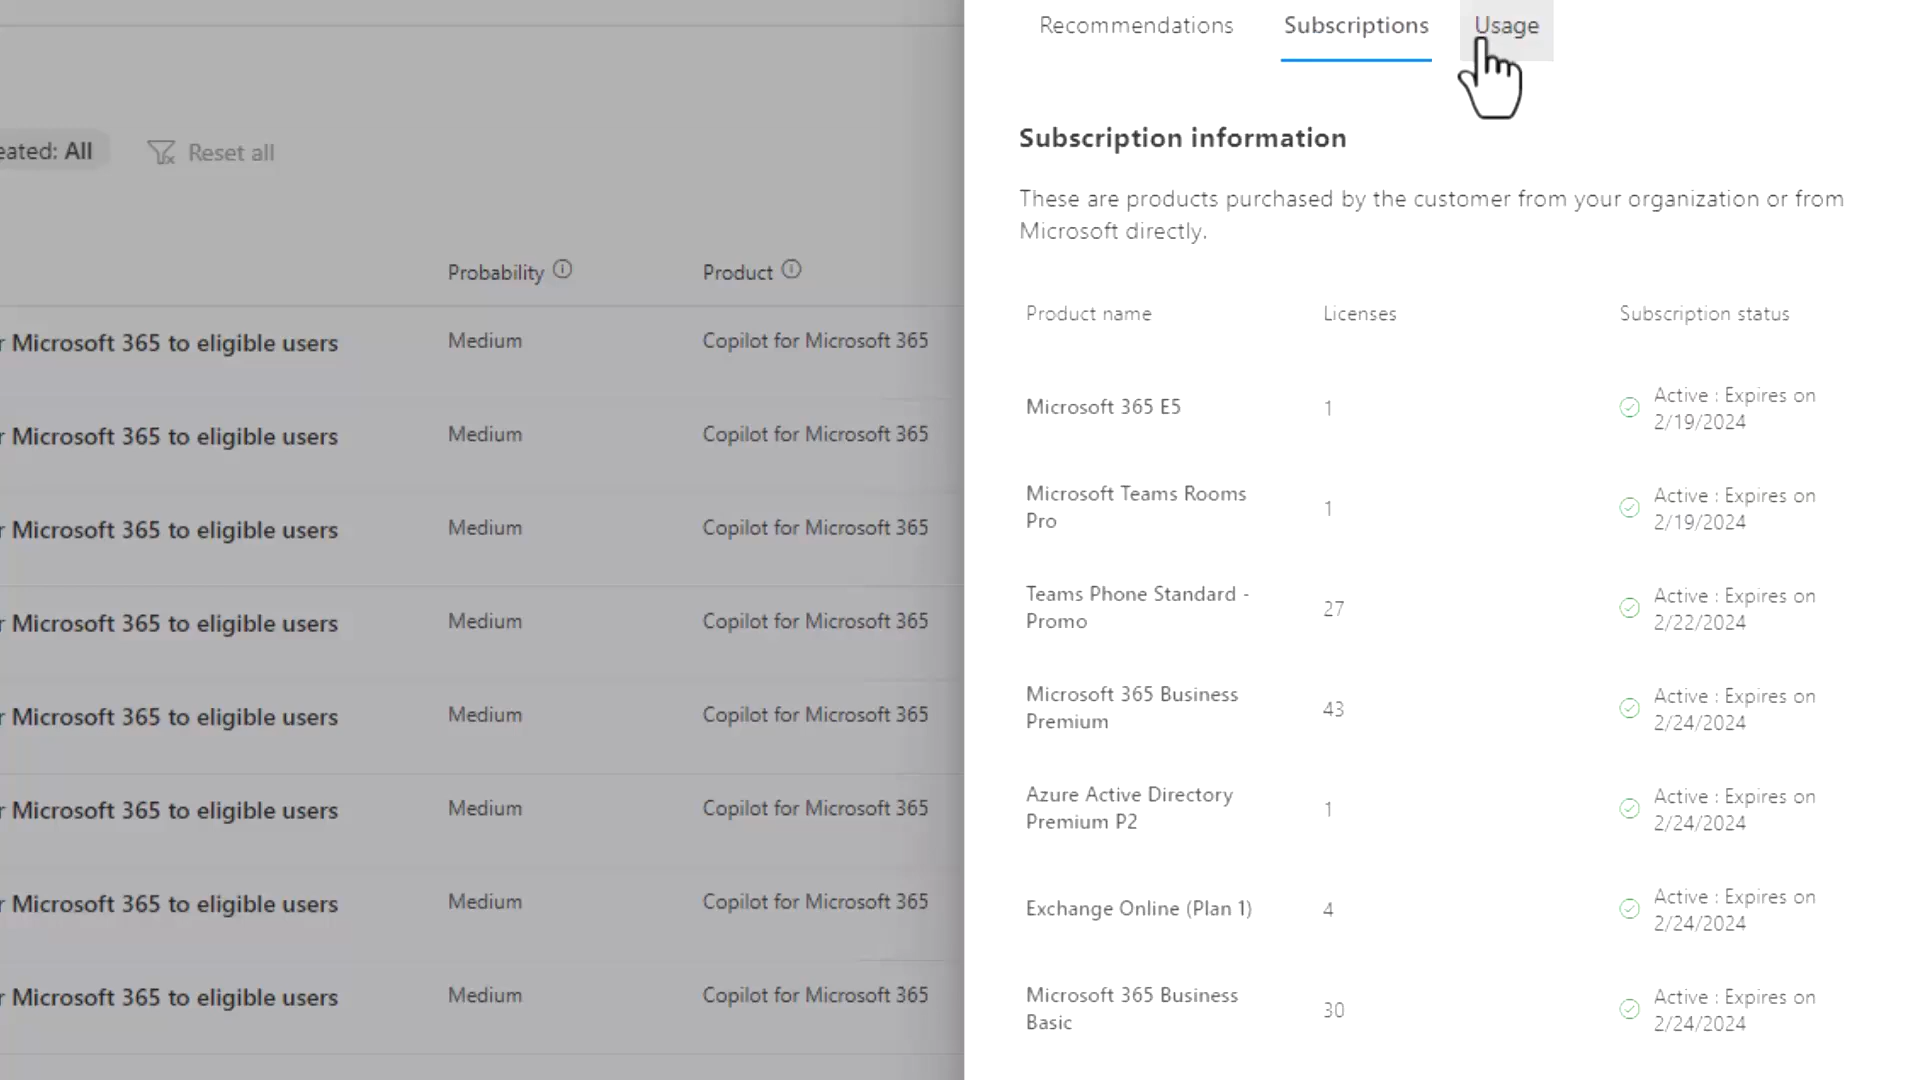 Recommendations Subscriptions Usage
eated: All Reset all
Subscription information
These are products purchased by the customer from your organization or from
Microsoft directly.
Probability Product
Product name Licenses Subscription status
r Microsoft 365 to eligible users Medium Copilot for Microsoft 365
r Microsoft 365 to eligible users Medium Copilot for Microsoft 365
r Microsoft 365 to eligible users Medium Copilot for Microsoft 365
r Microsoft 365 to eligible users Medium Copilot for Microsoft 365
r Microsoft 365 to eligible users Medium Copilot for Microsoft 365
r Microsoft 365 to eligible users Medium Copilot for Microsoft 365
r Microsoft 365 to eligible users Medium Copilot for Microsoft 365
r Microsoft 365 to eligible users Medium Copilot for Microsoft 365
Microsoft 365 E5 1 Active : Expires on
2/19/2024
Microsoft Teams Rooms
Pro 1 Active : Expires on
2/19/2024
Teams Phone Standard -
Promo 27 Active : Expires on
2/22/2024
Microsoft 365 Business
Premium 43 Active : Expires on
2/24/2024
Azure Active Directory
Premium P2 1 Active : Expires on
2/24/2024
Exchange Online (Plan 1) 4 Active : Expires on
2/24/2024
Microsoft 365 Business
Basic 30 Active : Expires on
2/24/2024